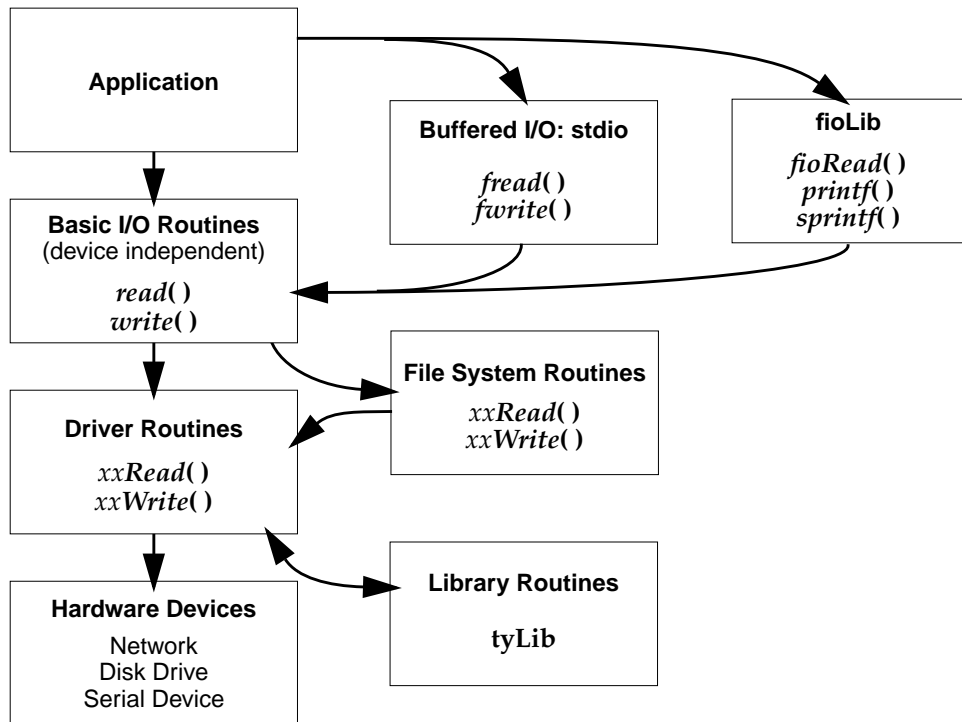 Application
Buffered I/O: stdio
fread( )
fwrite( )
fioLib
fioRead( )
printf( )
sprintf( )
Basic I/O Routines
(device independent)
read( )
write( )
File System Routines
xxRead( )
xxWrite( )
Driver Routines
xxRead( )
xxWrite( )
Library Routines
tyLib
Hardware Devices
Network
Disk Drive
Serial Device